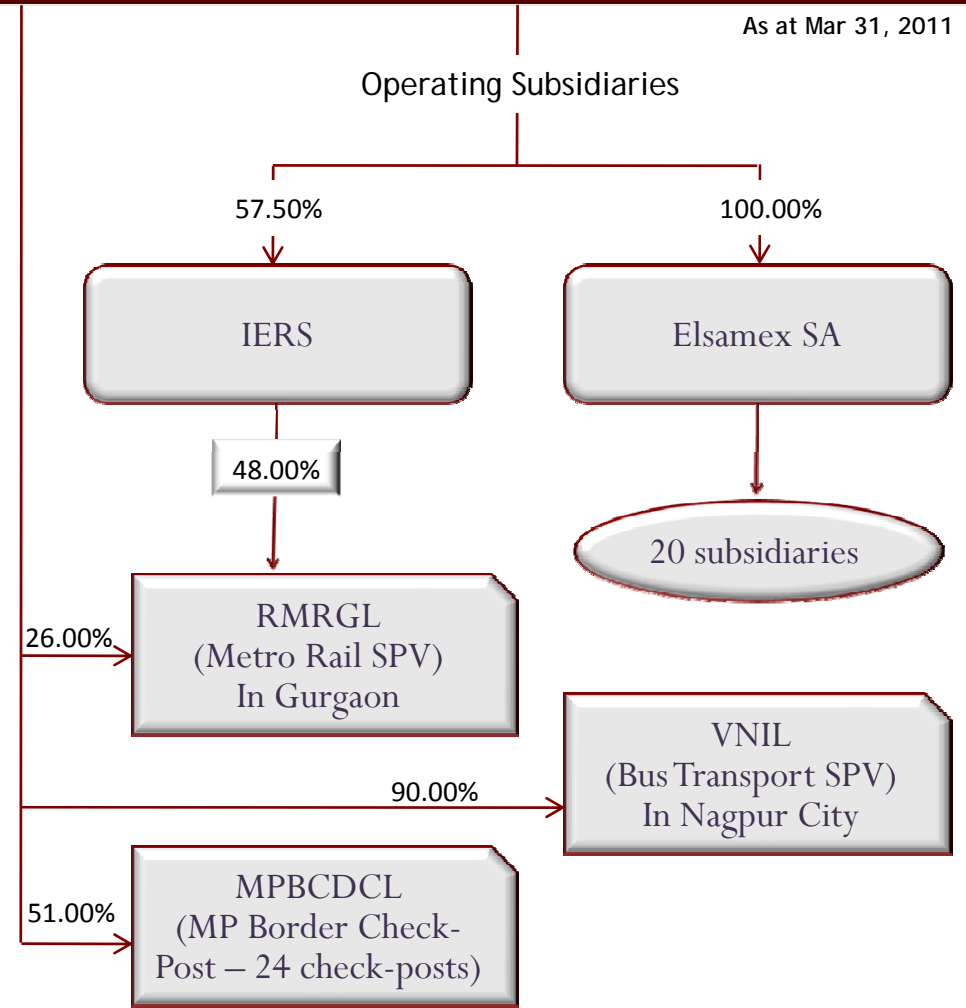 As at Mar 31, 2011
Operating Subsidiaries
57.50%
100.00%
IERS
Elsamex SA
48.00%
20 subsidiaries
26.00%
RMRGL
(Metro Rail SPV)
In Gurgaon
VNIL
(Bus Transport SPV)
In Nagpur City
90.00%
51.00%
MPBCDCL
(MP Border Check-
Post – 24 check-posts)